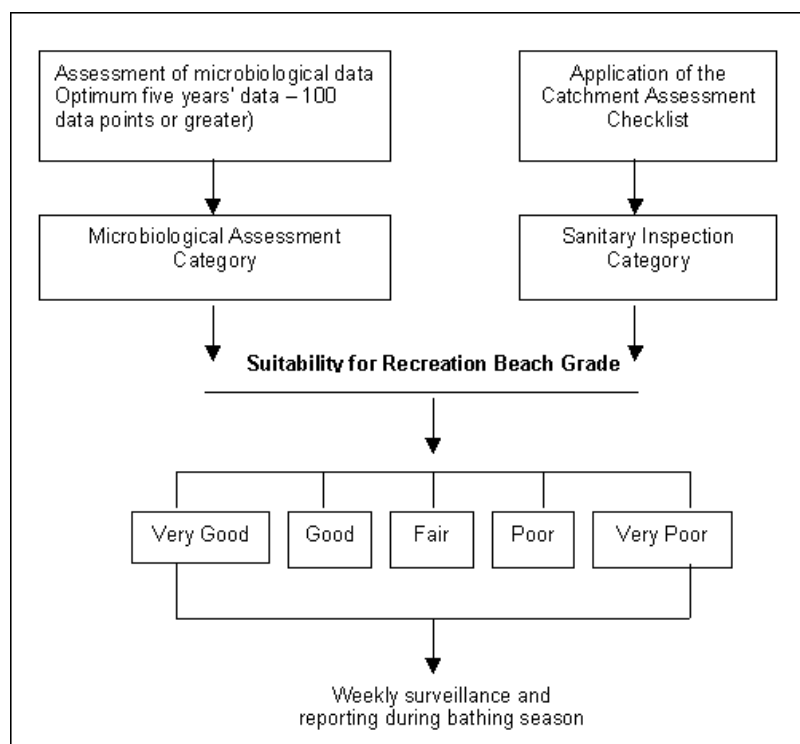 Assessment of microbiological data
Optimum five years' data – 100
data points or greater)
Application of the
Catchment Assessment
Checklist
Microbiological Assessment
Category
Sanitary Inspection
Category
Suitability for Recreation Beach Grade
Very Good
Good
Fair
Poor
Very Poor
Weekly surveillance and
reporting during bathing season